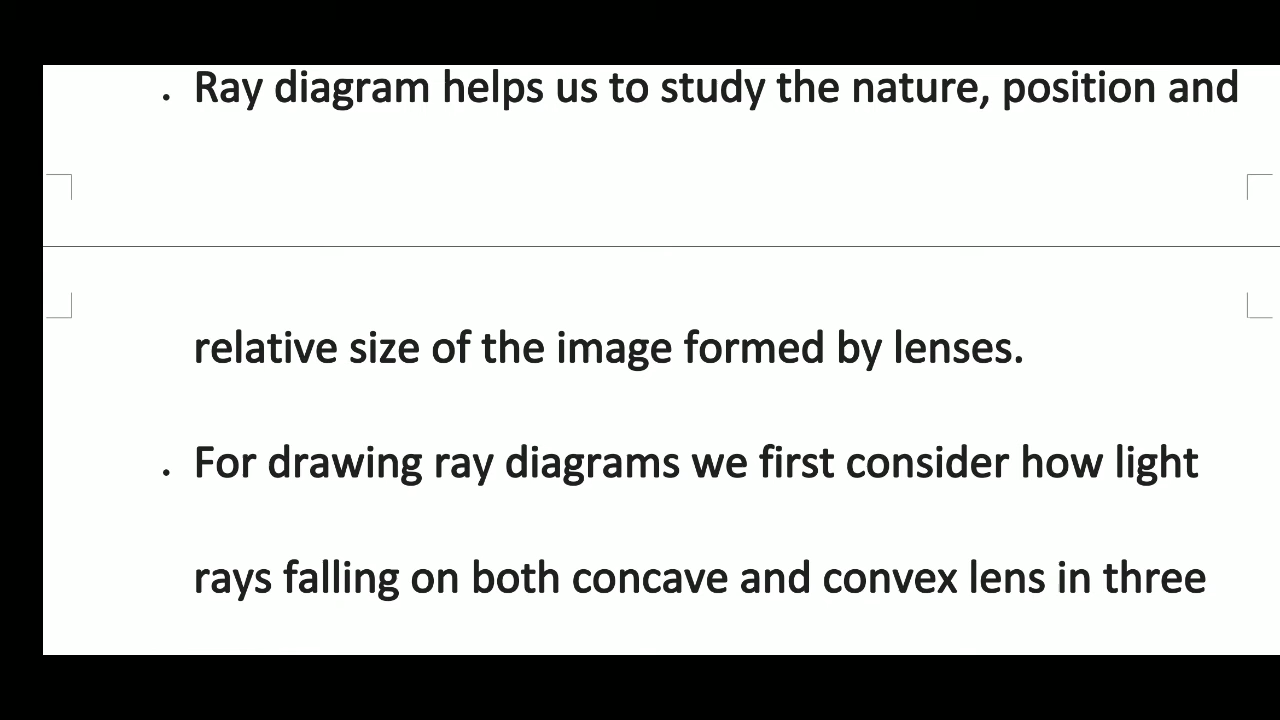 . Ray diagram helps us to study the nature, position and
relative size of the image formed by lenses.
. For drawing ray diagrams we first consider how light
rays falling on both concave and convex lens in three